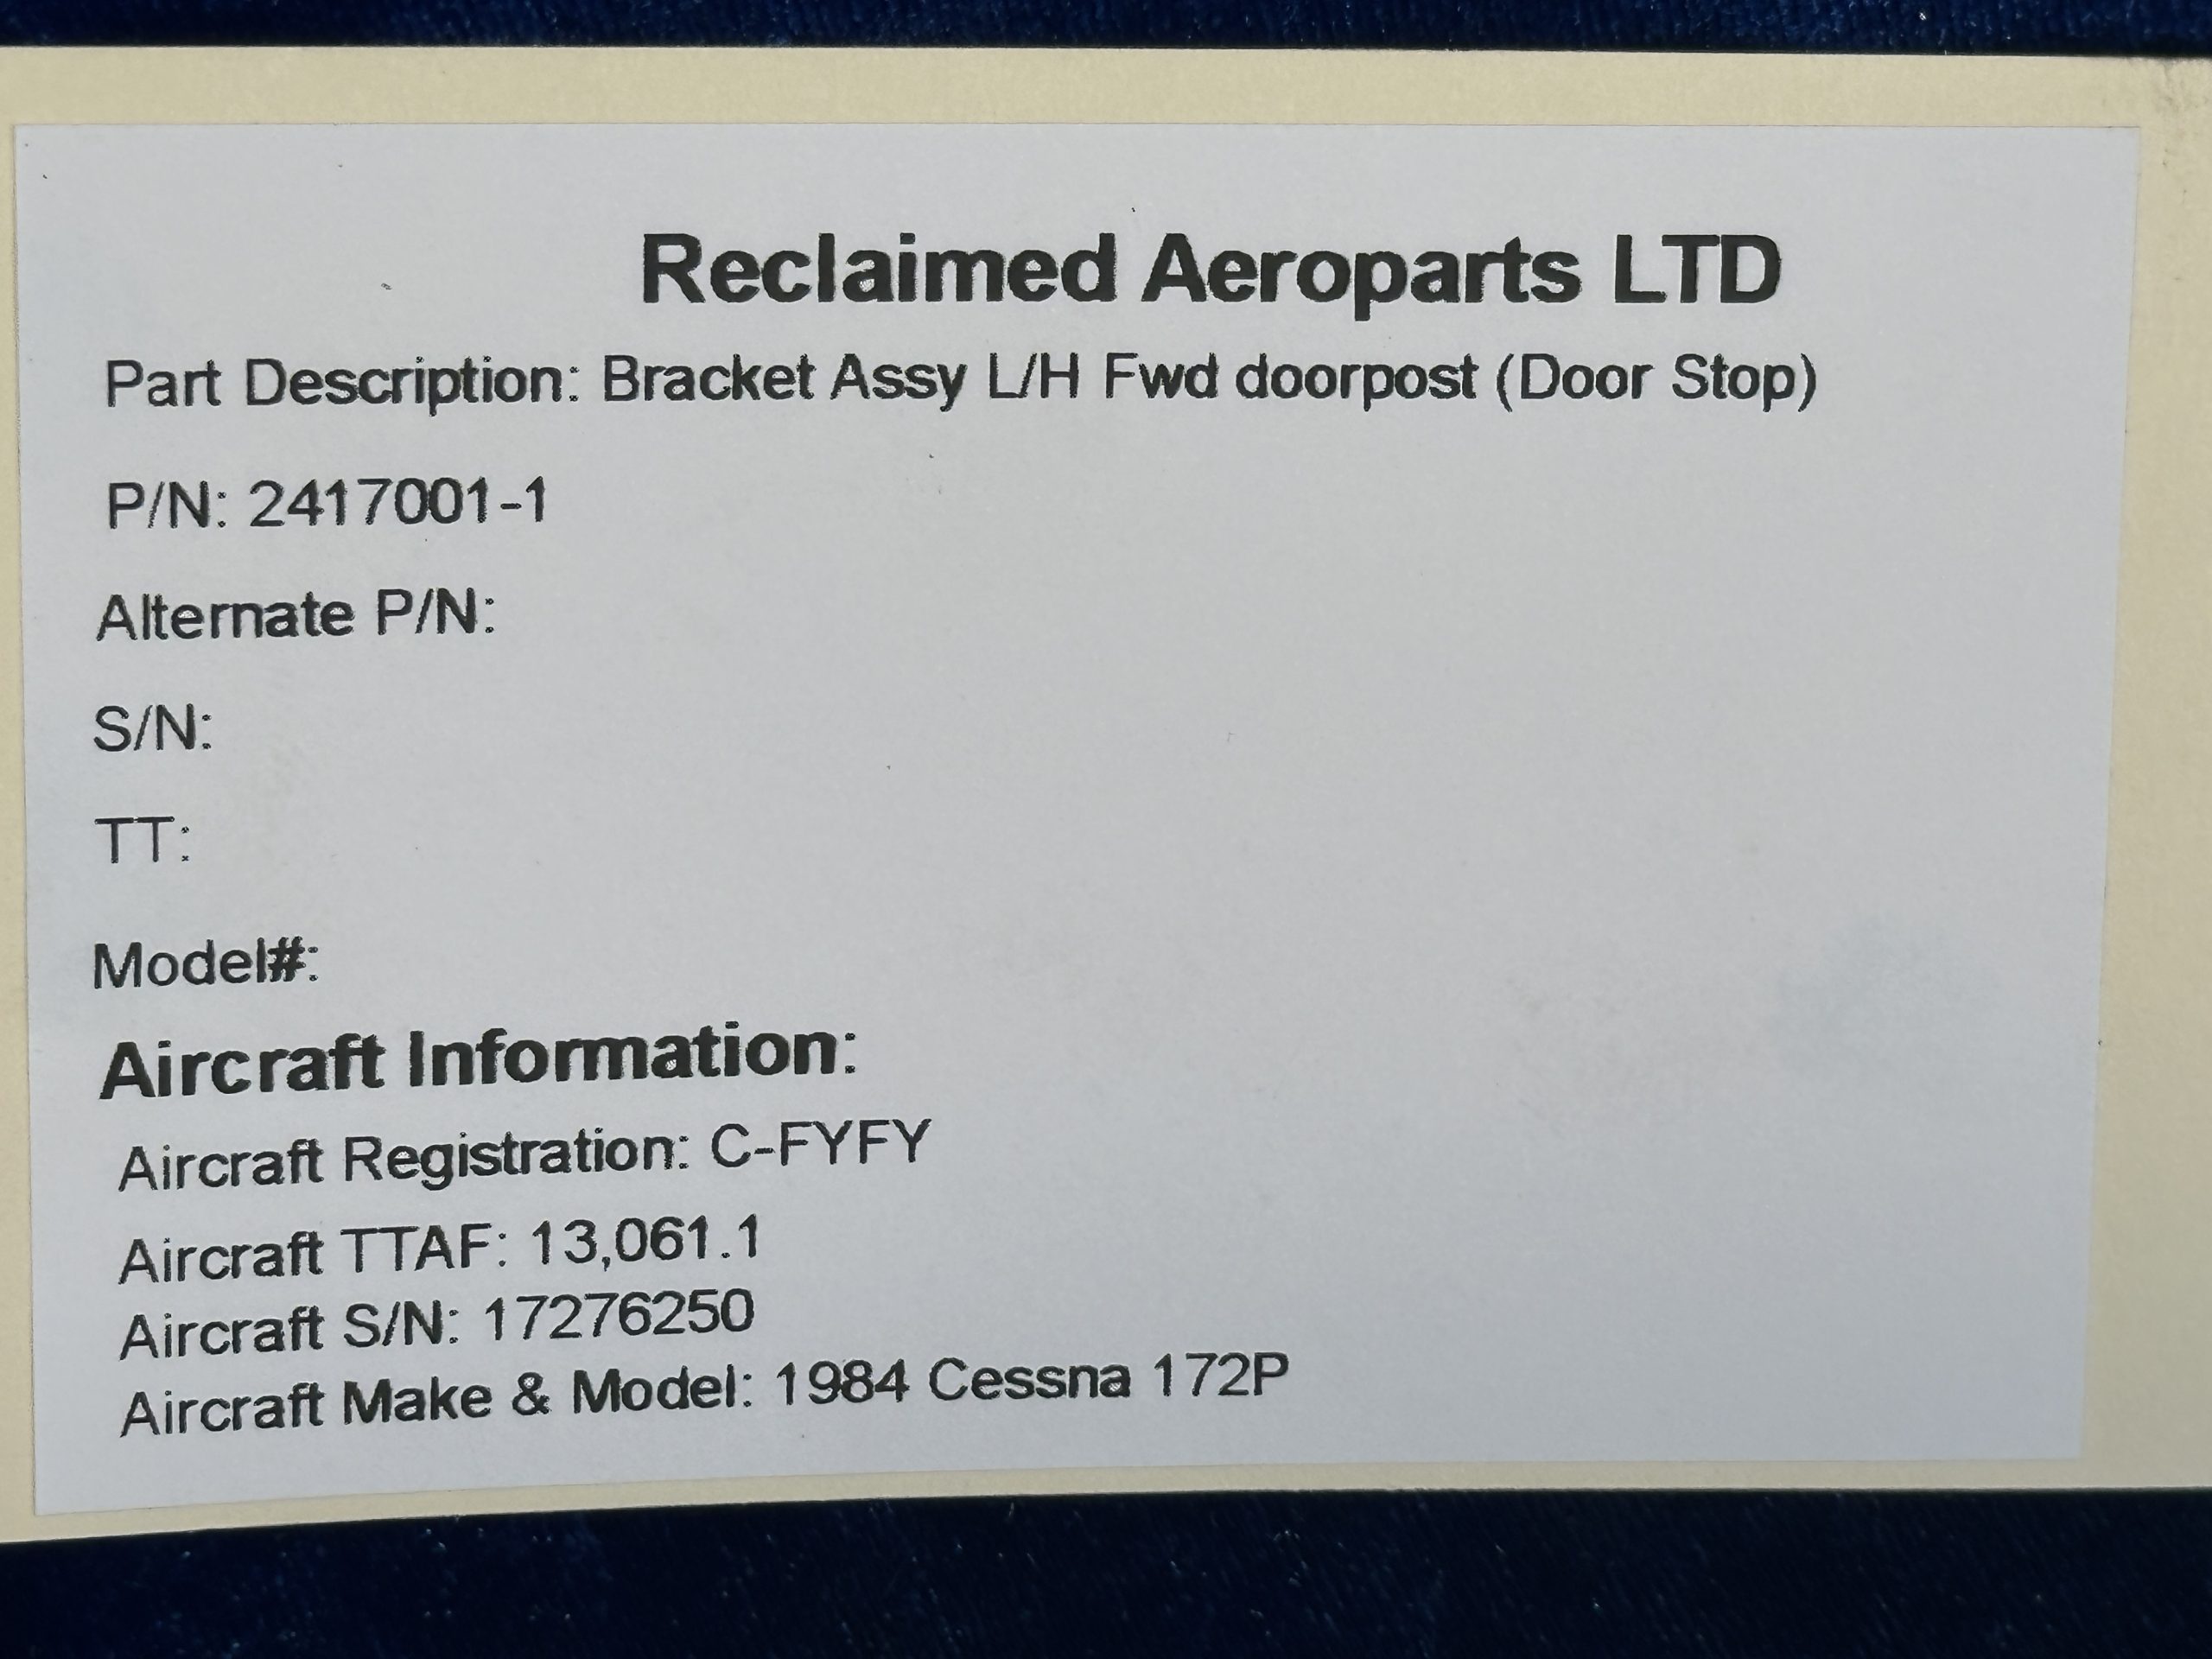 Reclaimed Aeroparts LTD
Part Description: Bracket Assy L/H Fwd doorpost (Door Stop)
P/N: 2417001-1
Alternate P/N:
S/N:
TT:
Model#:
Aircraft Information:
Aircraft Registration: C-FYFY
Aircraft TTAF: 13,061.1
Aircraft S/N: 17276250
Aircraft Make & Model: 1984 Cessna 172P